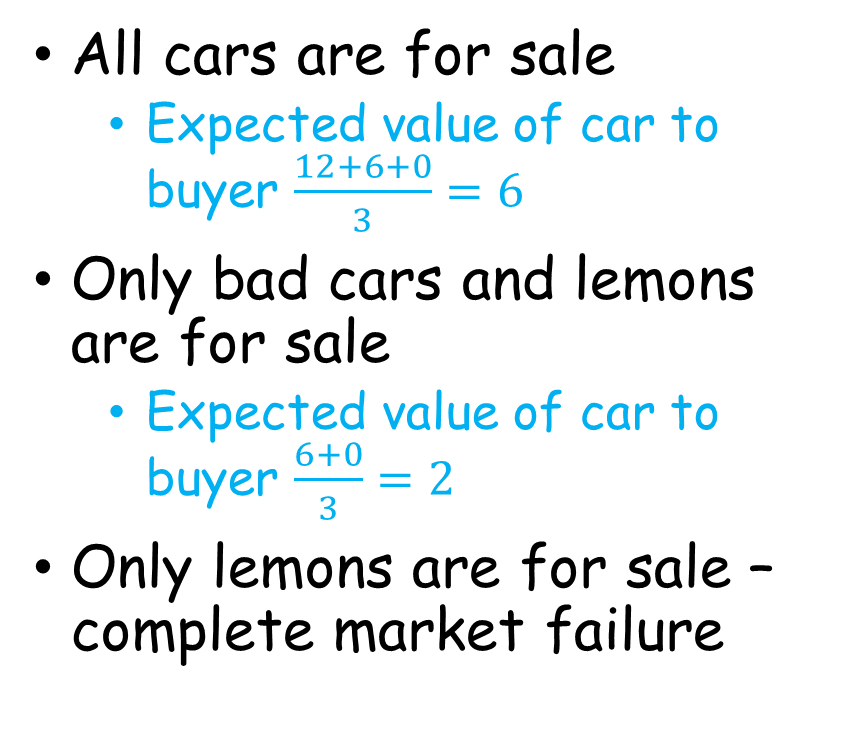 • All cars are for sale
• Expected value of car to
buyer \frac{12+6+0}{3} = 6
• Only bad cars and lemons
are for sale
• Expected value of car to
buyer \frac{6+0}{3} = 2
• Only lemons are for sale –
complete market failure